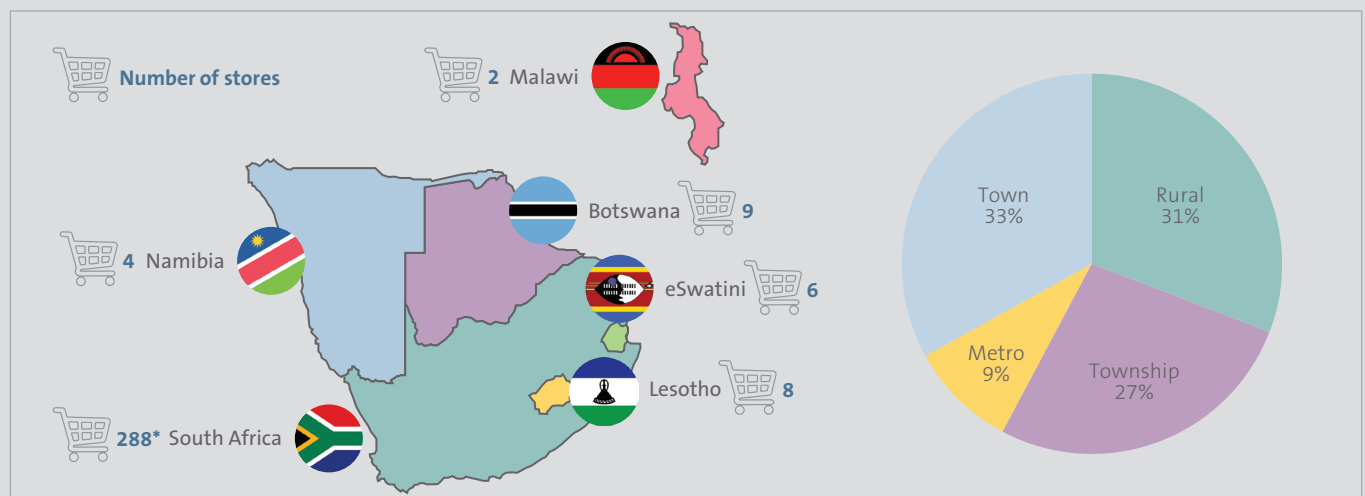 Number of stores
2 Malawi
Botswana 9
4 Namibia
eSwatini 6
Lesotho 8
288* South Africa
Town
33%
Rural
31%
Metro
9%
Township
27%